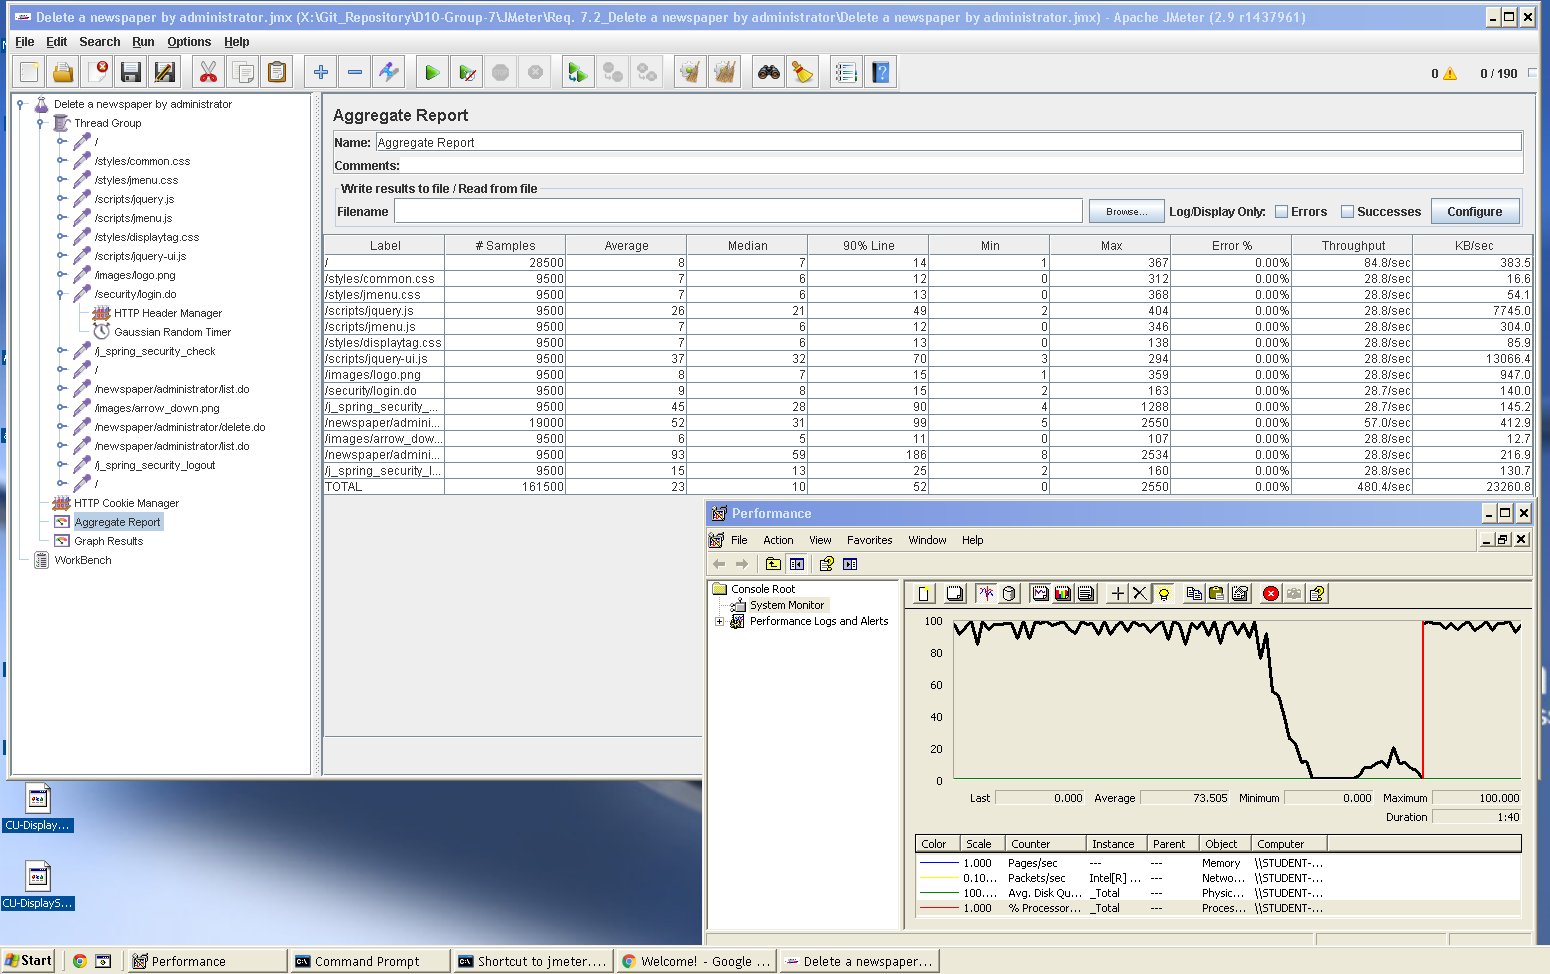 Delete a newspaper by administrator.jmx (X:\Git_Repository\D10-Group-7\JMeter\Req. 7.2_Delete a newspaper by administrator\Delete a newspaper by administrator.jmx) - Apache JMeter (2.9 r1437961)
File Edit Search Run Options Help
0 0 / 190
Delete a newspaper by administrator
Thread Group
/
/styles/common.css
/styles/jmenu.css
/scripts/jquery.js
/scripts/jmenu.js
/styles/displaytag.css
/scripts/jquery-ui.js
/images/logo.png
/security/login.do
HTTP Header Manager
Gaussian Random Timer
/j_spring_security_check
/
/newspaper/administrator/list.do
/images/arrow_down.png
/newspaper/administrator/delete.do
/newspaper/administrator/list.do
/j_spring_security_logout
/
HTTP Cookie Manager
Aggregate Report
Graph Results
WorkBench
Aggregate Report
Name: Aggregate Report
Comments:
Write results to file / Read from file
Filename Browse... Log/Display Only: Errors Successes Configure
Label # Samples Average Median 90% Line Min Max Error % Throughput KB/sec
/ 28500 8 7 14 1 367 0.00% 84.8/sec 383.5
/styles/common.css 9500 7 6 12 0 312 0.00% 28.8/sec 16.6
/styles/jmenu.css 9500 7 6 13 0 368 0.00% 28.8/sec 54.1
/scripts/jquery.js 9500 26 21 49 2 404 0.00% 28.8/sec 7745.0
/scripts/jmenu.js 9500 7 6 12 0 346 0.00% 28.8/sec 304.0
/styles/displaytag.css 9500 7 6 13 0 138 0.00% 28.8/sec 85.9
/scripts/jquery-ui.js 9500 37 32 70 3 294 0.00% 28.8/sec 13066.4
/images/logo.png 9500 8 7 15 1 359 0.00% 28.8/sec 947.0
/security/login.do 9500 9 8 15 2 163 0.00% 28.7/sec 140.0
/j_spring_security_... 9500 45 28 90 4 1288 0.00% 28.7/sec 145.2
/newspaper/admini... 19000 52 31 99 5 2550 0.00% 57.0/sec 412.9
/images/arrow_dow... 9500 6 5 11 0 107 0.00% 28.8/sec 12.7
/newspaper/admini... 9500 93 59 186 8 2534 0.00% 28.8/sec 216.9
/j_spring_security_l... 9500 15 13 25 2 160 0.00% 28.8/sec 130.7
TOTAL 161500 23 10 52 0 2550 0.00% 480.4/sec 23260.8
Performance
File Action View Favorites Window Help
Console Root
System Monitor
Performance Logs and Alerts
100
80
60
40
20
0
Last 0.000 Average 73.505 Minimum 0.000 Maximum 100.000
Duration 1:40
Color Scale Counter Instance Parent Object Computer
1.000 Pages/sec --- --- Memory \\STUDENT-...
0.10... Packets/sec Intel[R] ... --- Netwo... \\STUDENT-...
100.... Avg. Disk Qu... _Total --- Physic... \\STUDENT-...
1.000 % Processor... _Total --- Proces... \\STUDENT-...
CU-Display...
CU-DisplayS...
Start Performance Command Prompt Shortcut to jmeter.... Welcome! - Google ... Delete a newspaper...